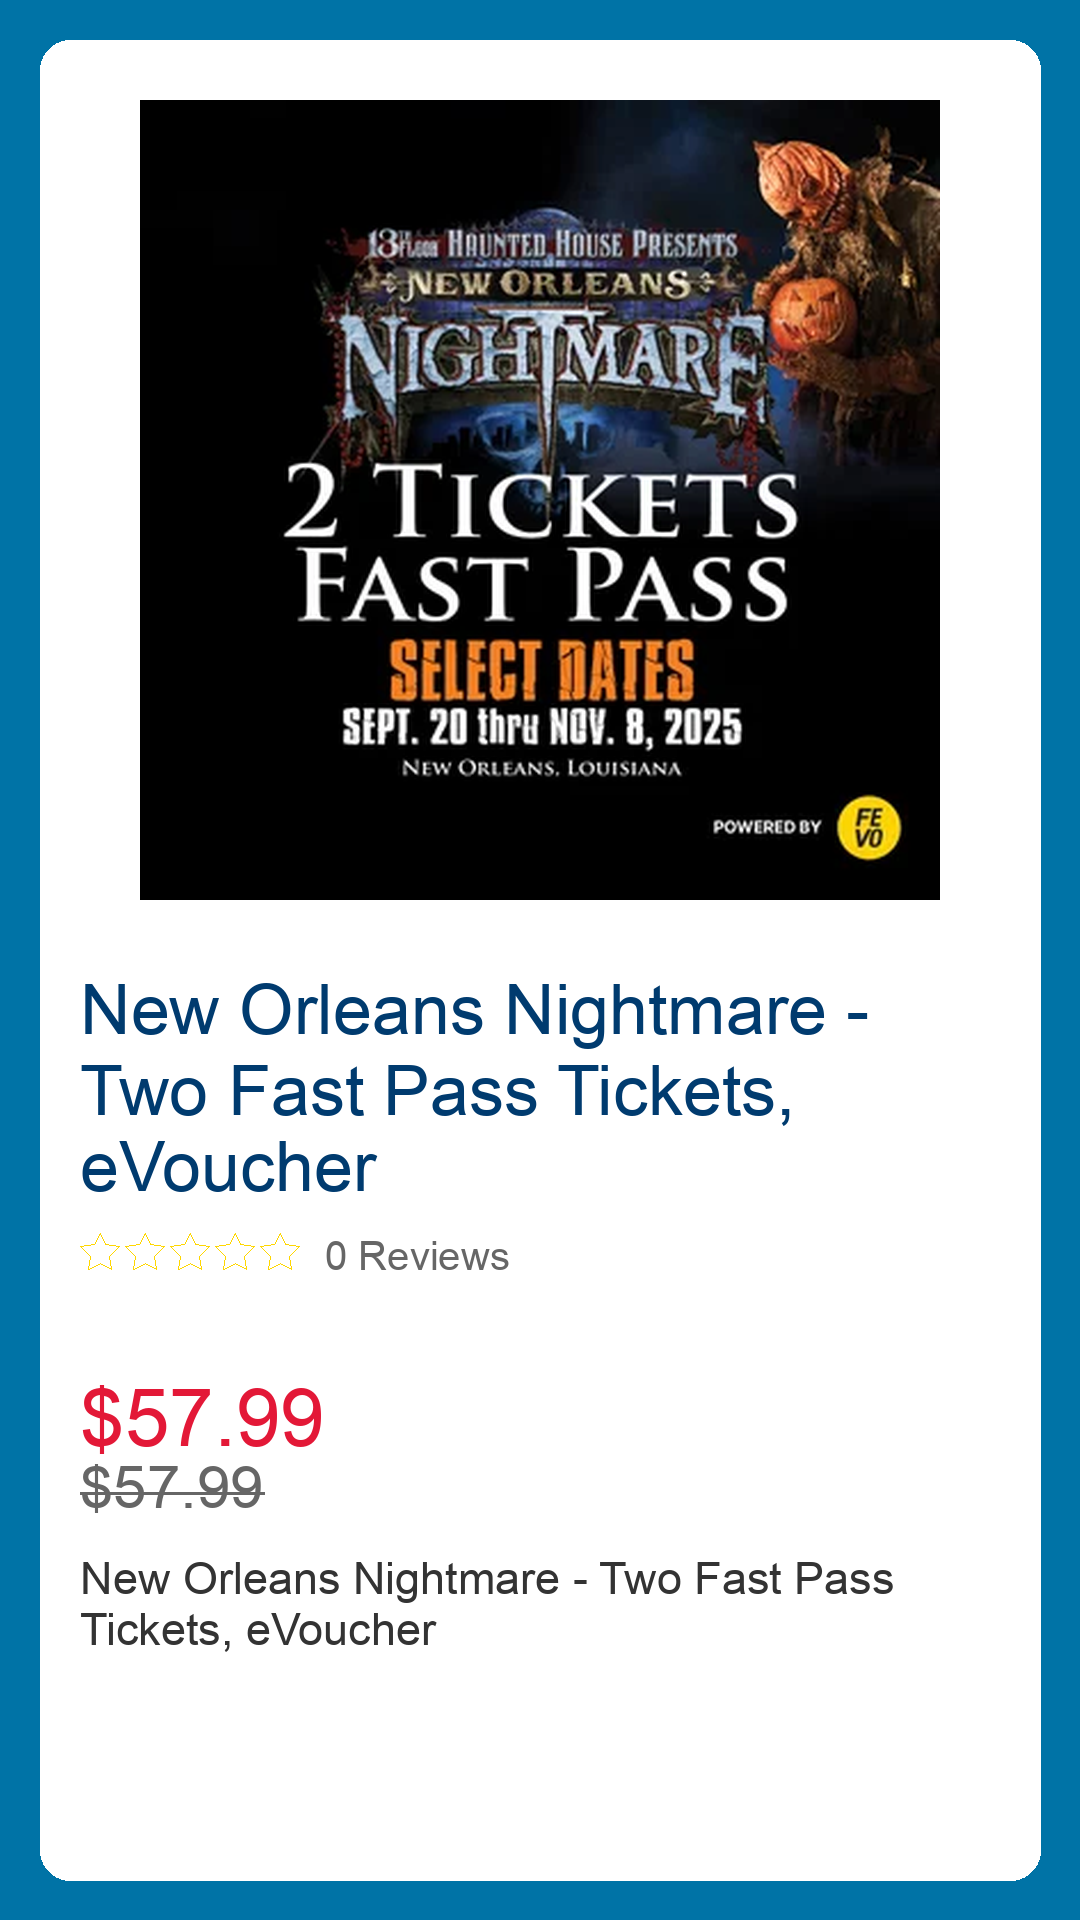 13TH FLOOR HAUNTED HOUSE PRESENTS
NEW ORLEANS
NIGHTMARE
2 TICKETS
FAST PASS
SELECT DATES
SEPT. 20 thru NOV. 8, 2025
NEW ORLEANS, LOUISIANA
POWERED BY
FE
VO
New Orleans Nightmare -
Two Fast Pass Tickets,
eVoucher
0 Reviews
$57.99
$57.99
New Orleans Nightmare - Two Fast Pass
Tickets, eVoucher